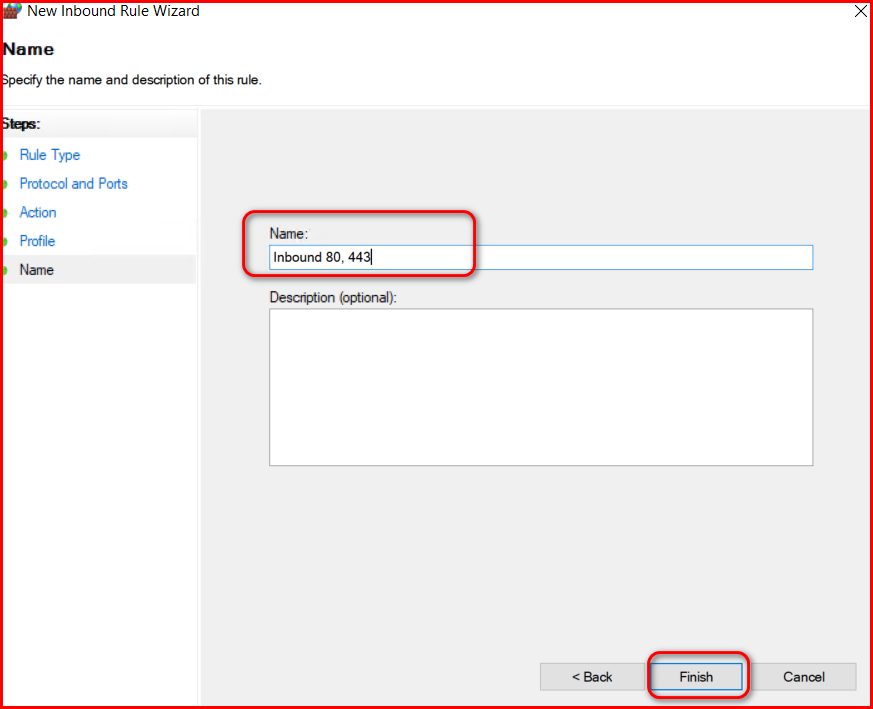 New Inbound Rule Wizard
Name
Specify the name and description of this rule.
Steps:
Rule Type
Protocol and Ports
Action
Profile
Name
Name:
Inbound 80, 443
Description (optional):
< Back
Finish
Cancel